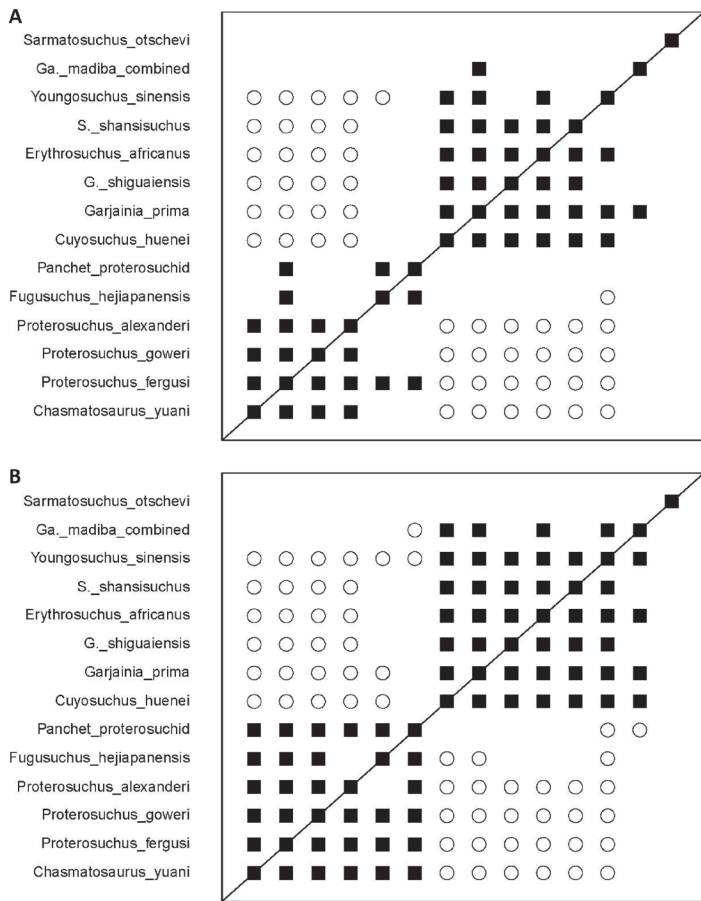 A
Sarmatosuchus_otschevi
Ga._madiba_combined
Youngosuchus_sinensis
S._shansisuchus
Erythrosuchus_africanus
G._shiguaiensis
Garjainia_prima
Cuyosuchus_huenei
Panchet_proterosuchid
Fugusuchus_hejiapanensis
Proterosuchus_alexanderi
Proterosuchus_goweri
Proterosuchus_fergusi
Chasmatosaurus_yuani
B
Sarmatosuchus_otschevi
Ga._madiba_combined
Youngosuchus_sinensis
S._shansisuchus
Erythrosuchus_africanus
G._shiguaiensis
Garjainia_prima
Cuyosuchus_huenei
Panchet_proterosuchid
Fugusuchus_hejiapanensis
Proterosuchus_alexanderi
Proterosuchus_goweri
Proterosuchus_fergusi
Chasmatosaurus_yuani